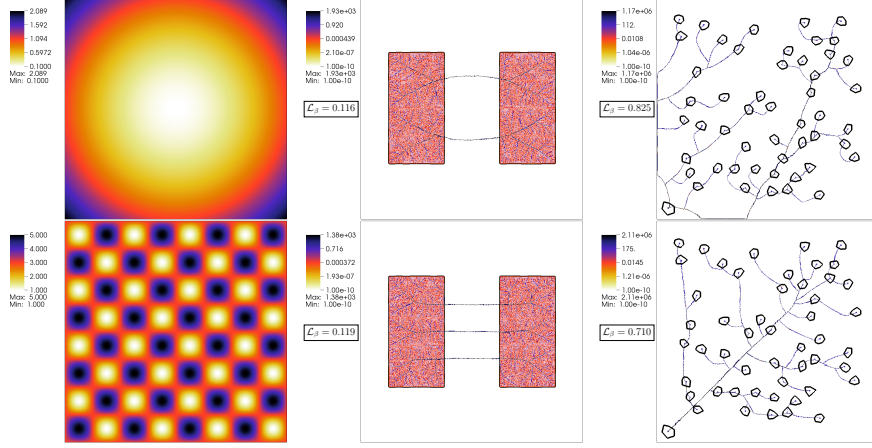 2.089
1.592
1.094
0.5972
0.1000
Max: 2.089
Min: 0.1000
1.93e+03
0.920
0.000439
2.10e-07
1.00e-10
Max: 1.93e+03
Min: 1.00e-10
ℒβ = 0.116
1.17e+06
112.
0.0108
1.04e-06
1.00e-10
Max: 1.17e+06
Min: 1.00e-10
ℒβ = 0.825
5.000
4.000
3.000
2.000
1.000
Max: 5.000
Min: 1.000
1.38e+03
0.716
0.000372
1.93e-07
1.00e-10
Max: 1.38e+03
Min: 1.00e-10
ℒβ = 0.119
2.11e+06
175.
0.0145
1.21e-06
1.00e-10
Max: 2.11e+06
Min: 1.00e-10
ℒβ = 0.710